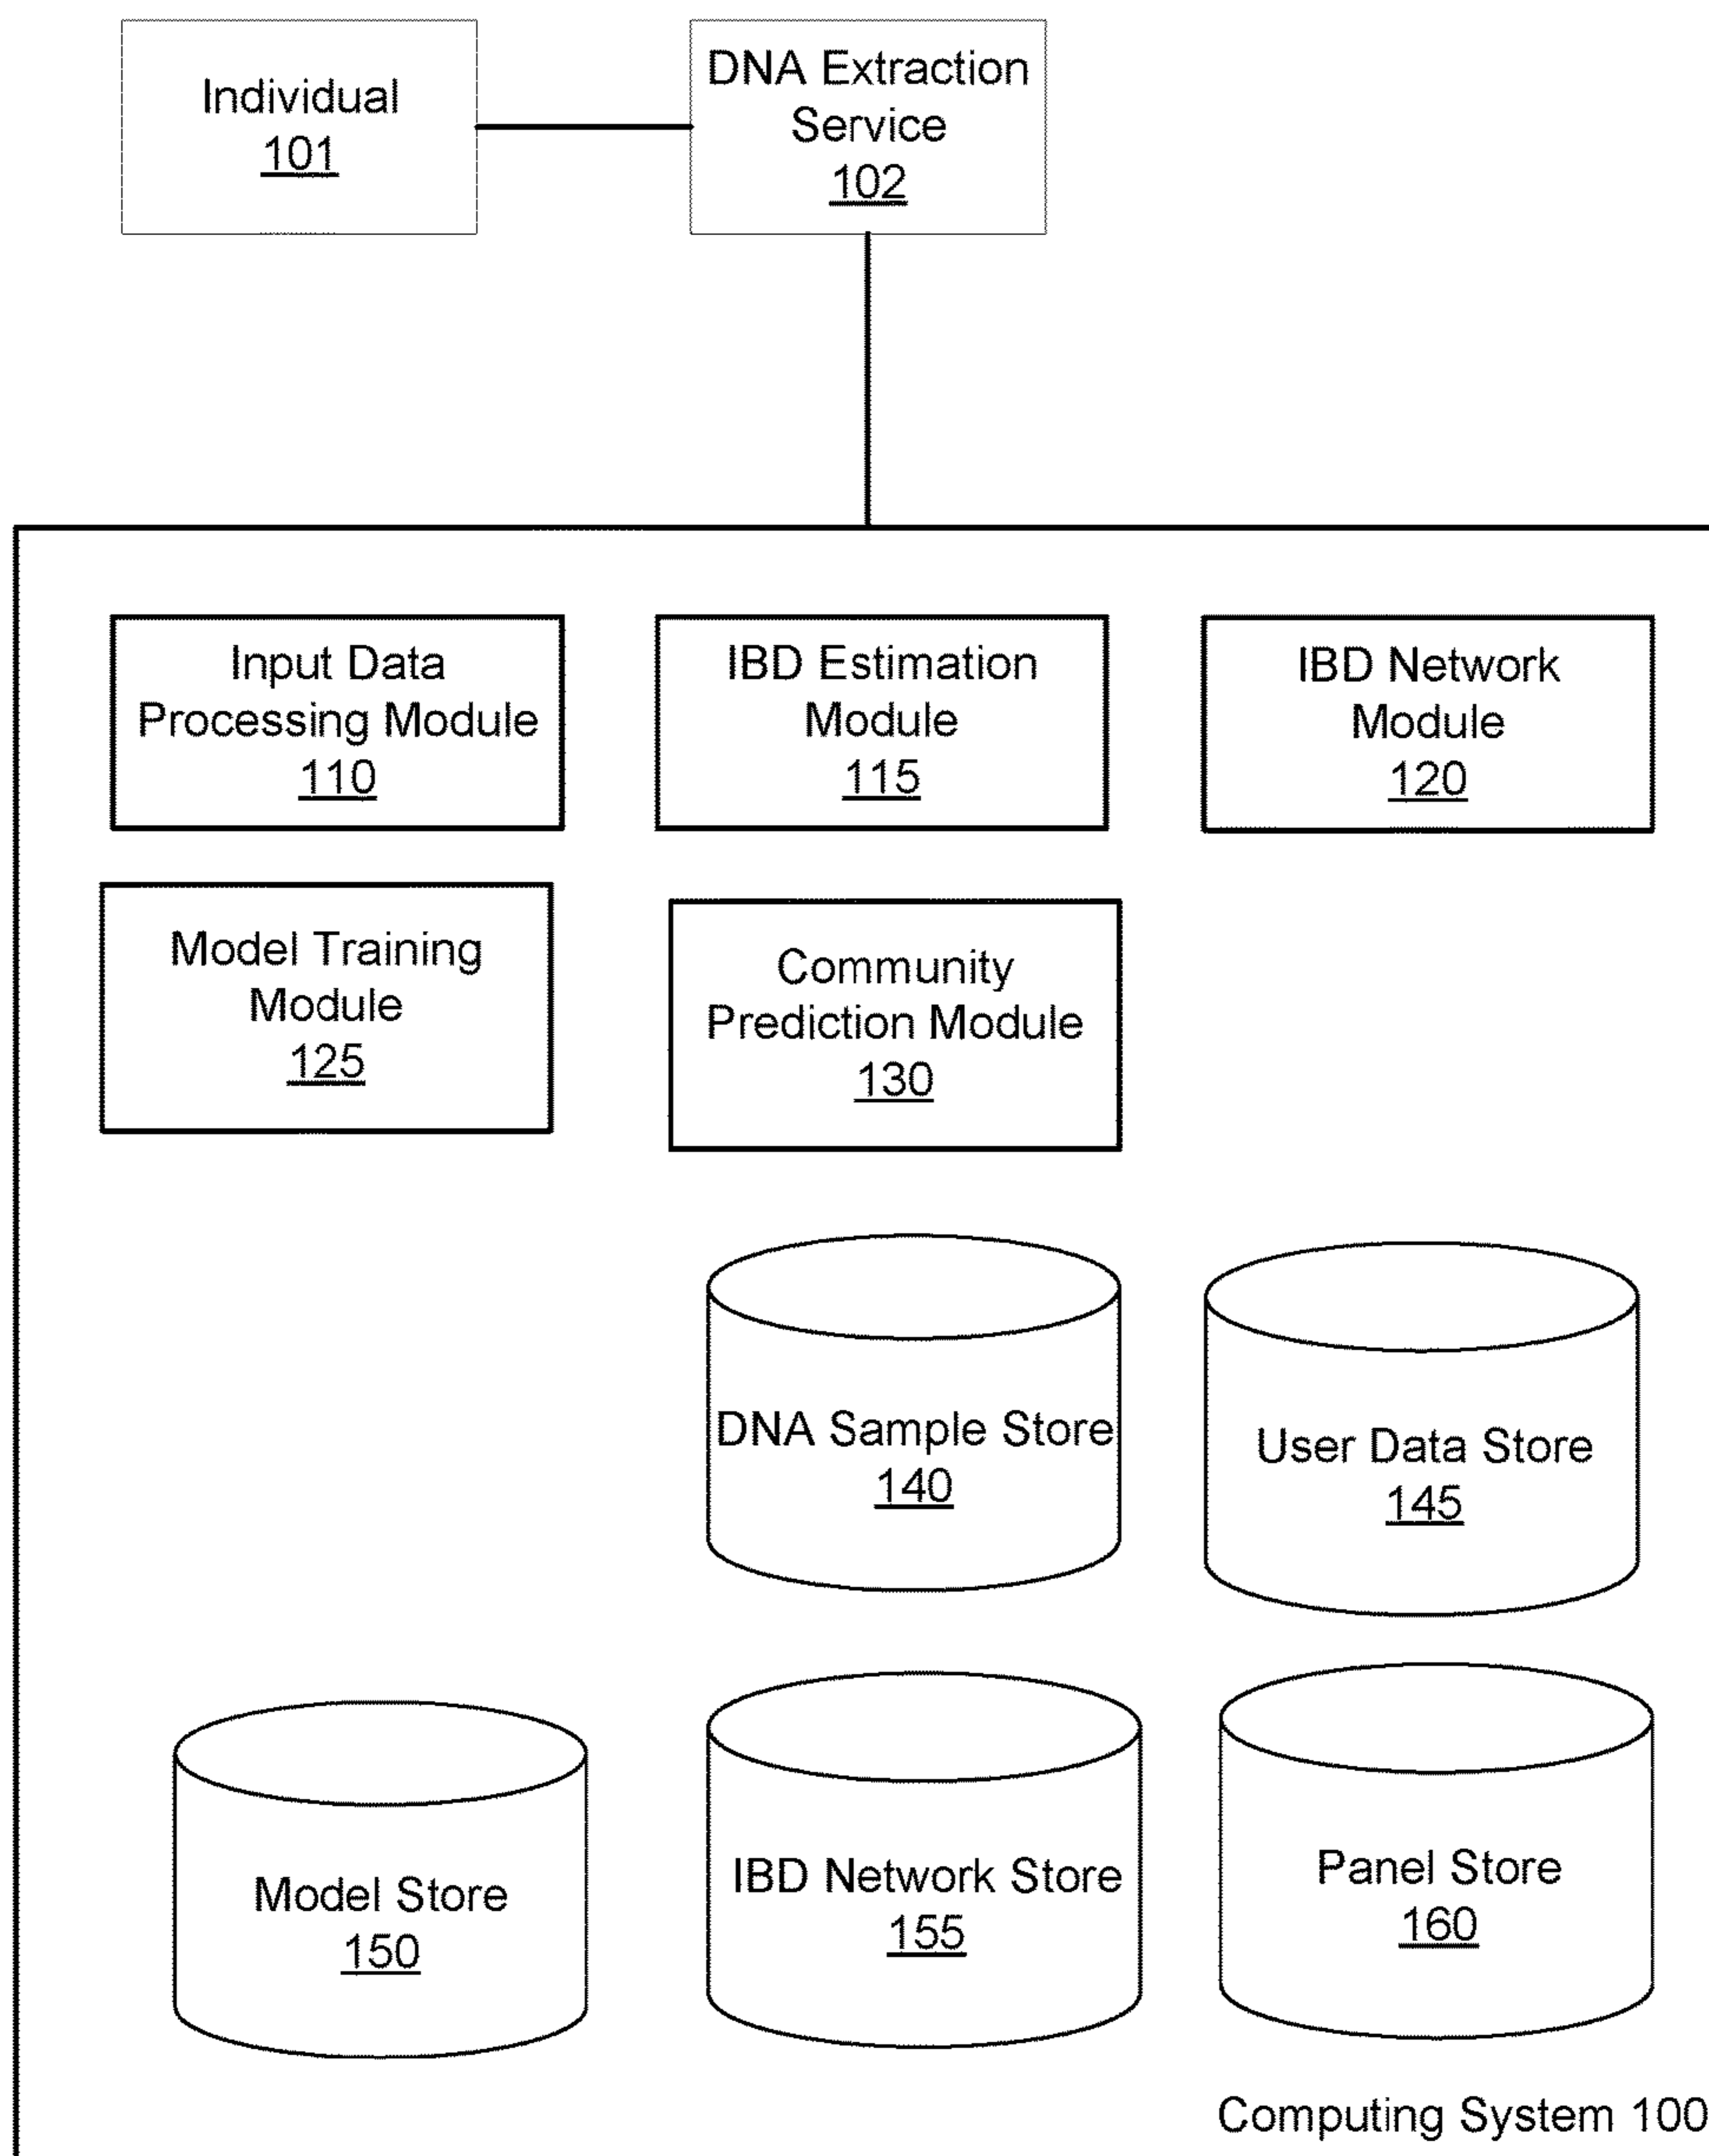 Individual
101
DNA Extraction
Service
102
Input Data
Processing Module
110
IBD Estimation
Module
115
IBD Network
Module
120
Model Training
Module
125
Community
Prediction Module
130
DNA Sample Store
140
User Data Store
145
Model Store
150
IBD Network Store
155
Panel Store
160
Computing System 100